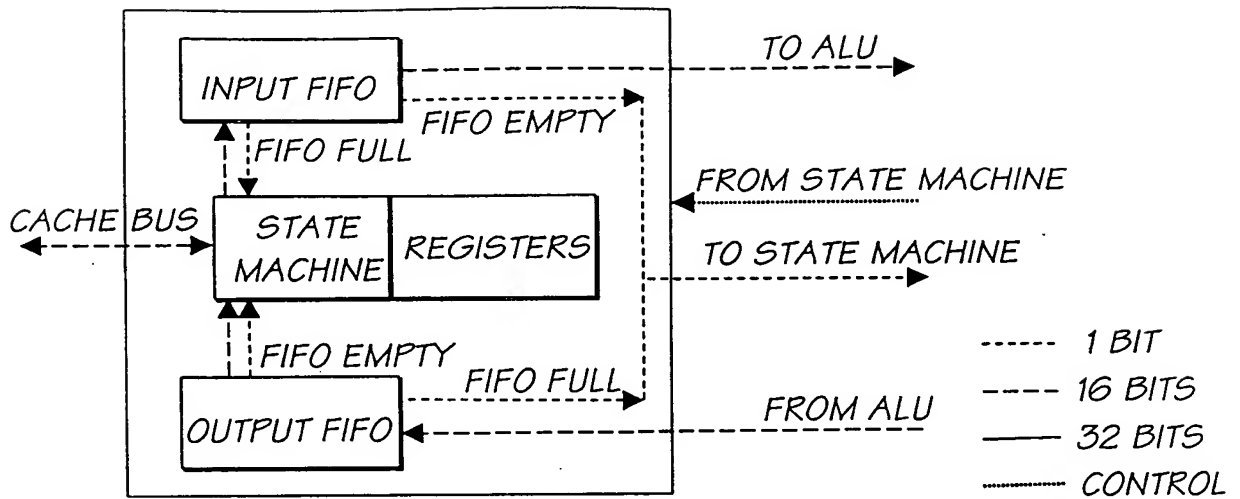 INPUT FIFO
TO ALU
FIFO EMPTY
FIFO FULL
FROM STATE MACHINE
CACHE BUS
STATE
MACHINE
REGISTERS
TO STATE MACHINE
FIFO EMPTY
FIFO FULL
OUTPUT FIFO
FROM ALU
1 BIT
16 BITS
32 BITS
CONTROL